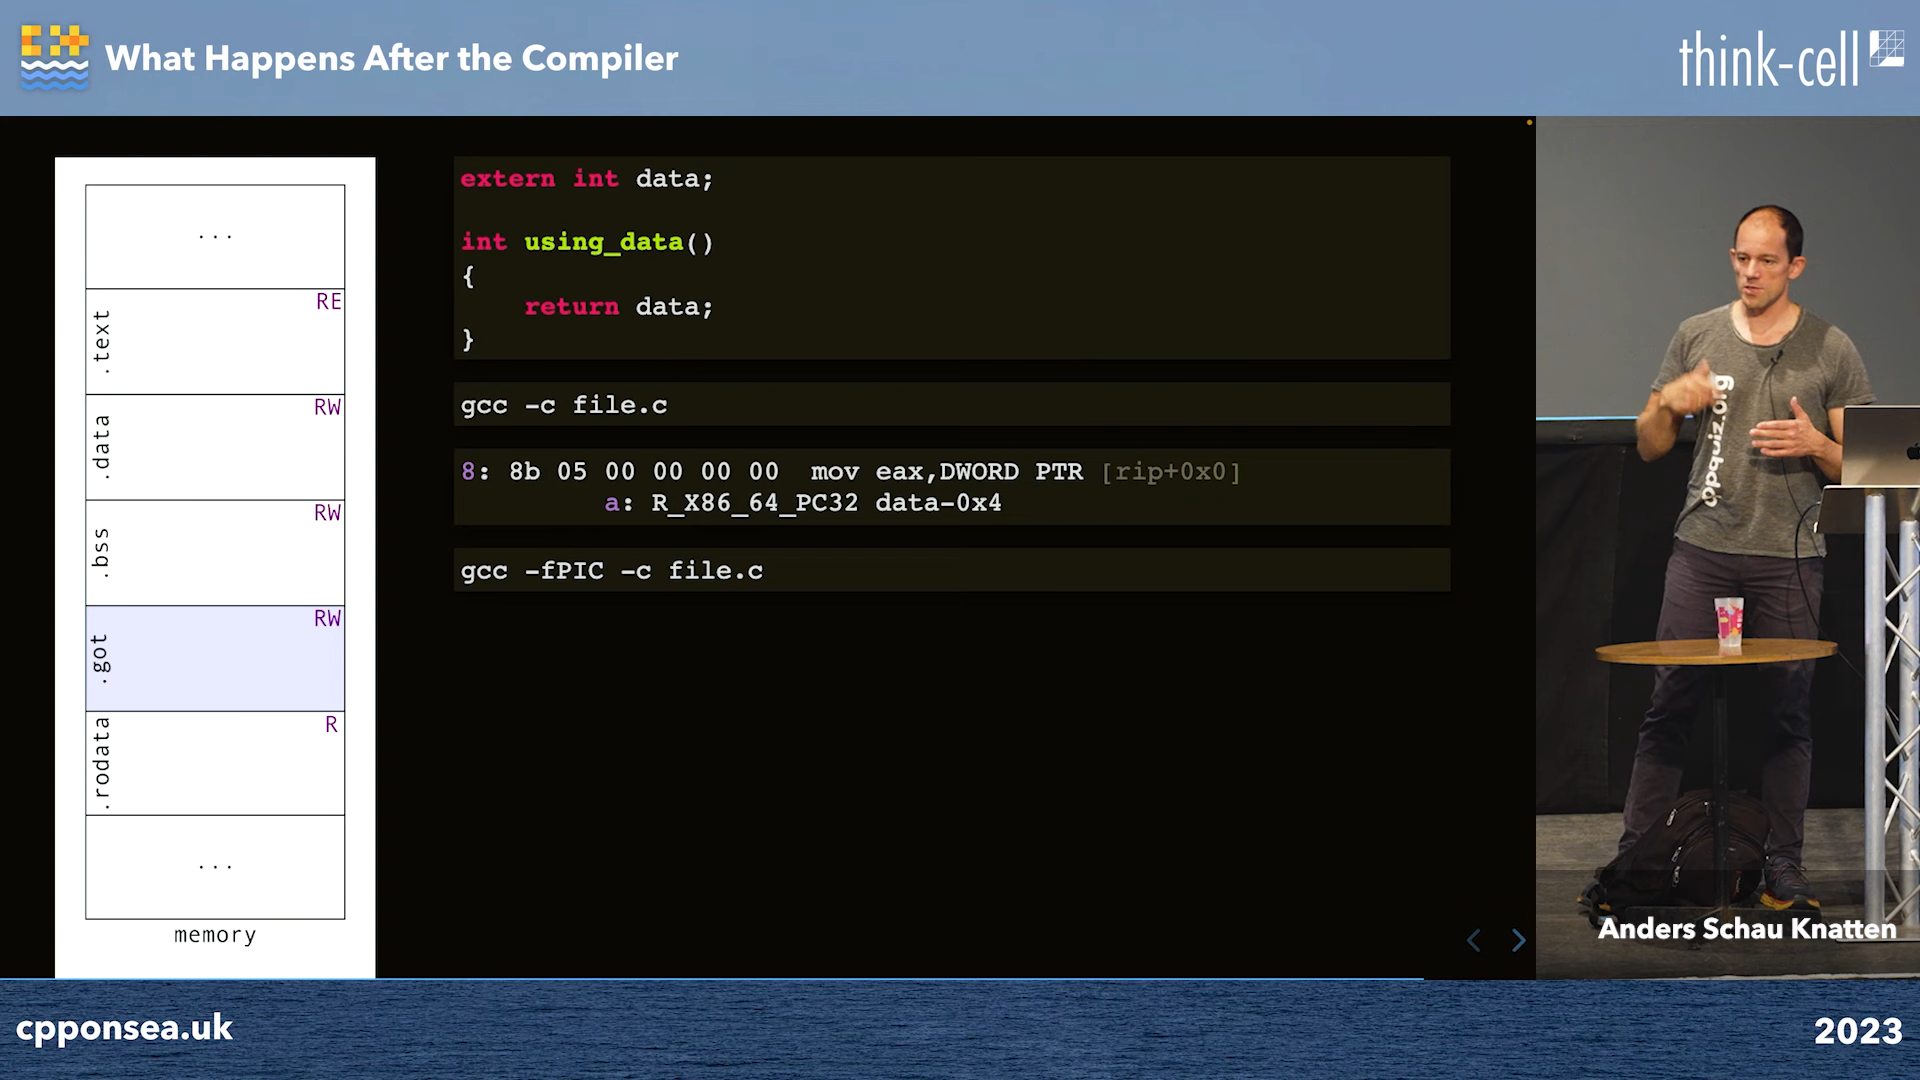 What Happens After the Compiler
think-cell
...
RE
.text
RW
.data
RW
.bss
RW
.got
R
.rodata
...
memory
extern int data;
int using_data()
{
return data;
}
gcc -c file.c
8: 8b 05 00 00 00 00  mov eax,DWORD PTR [rip+0x0]
a: R_X86_64_PC32 data-0x4
gcc -fPIC -c file.c
cppquiz.org
Anders Schau Knatten
cpponsea.uk
2023